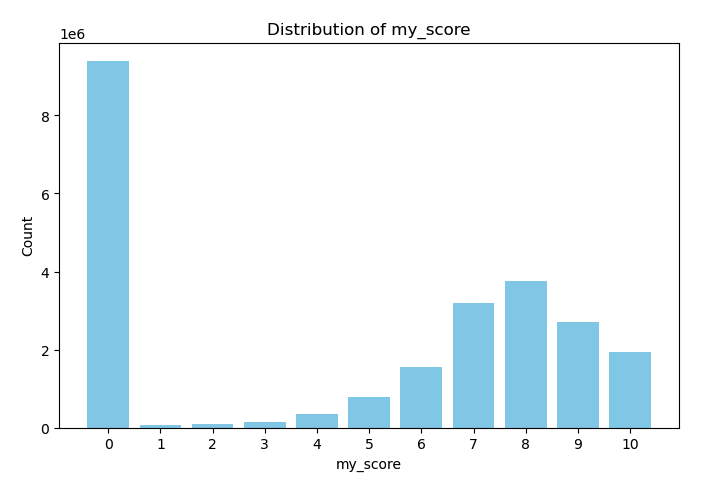 Distribution of my_score
1e6
8
6
4
2
0
Count
0 1 2 3 4 5 6 7 8 9 10
my_score